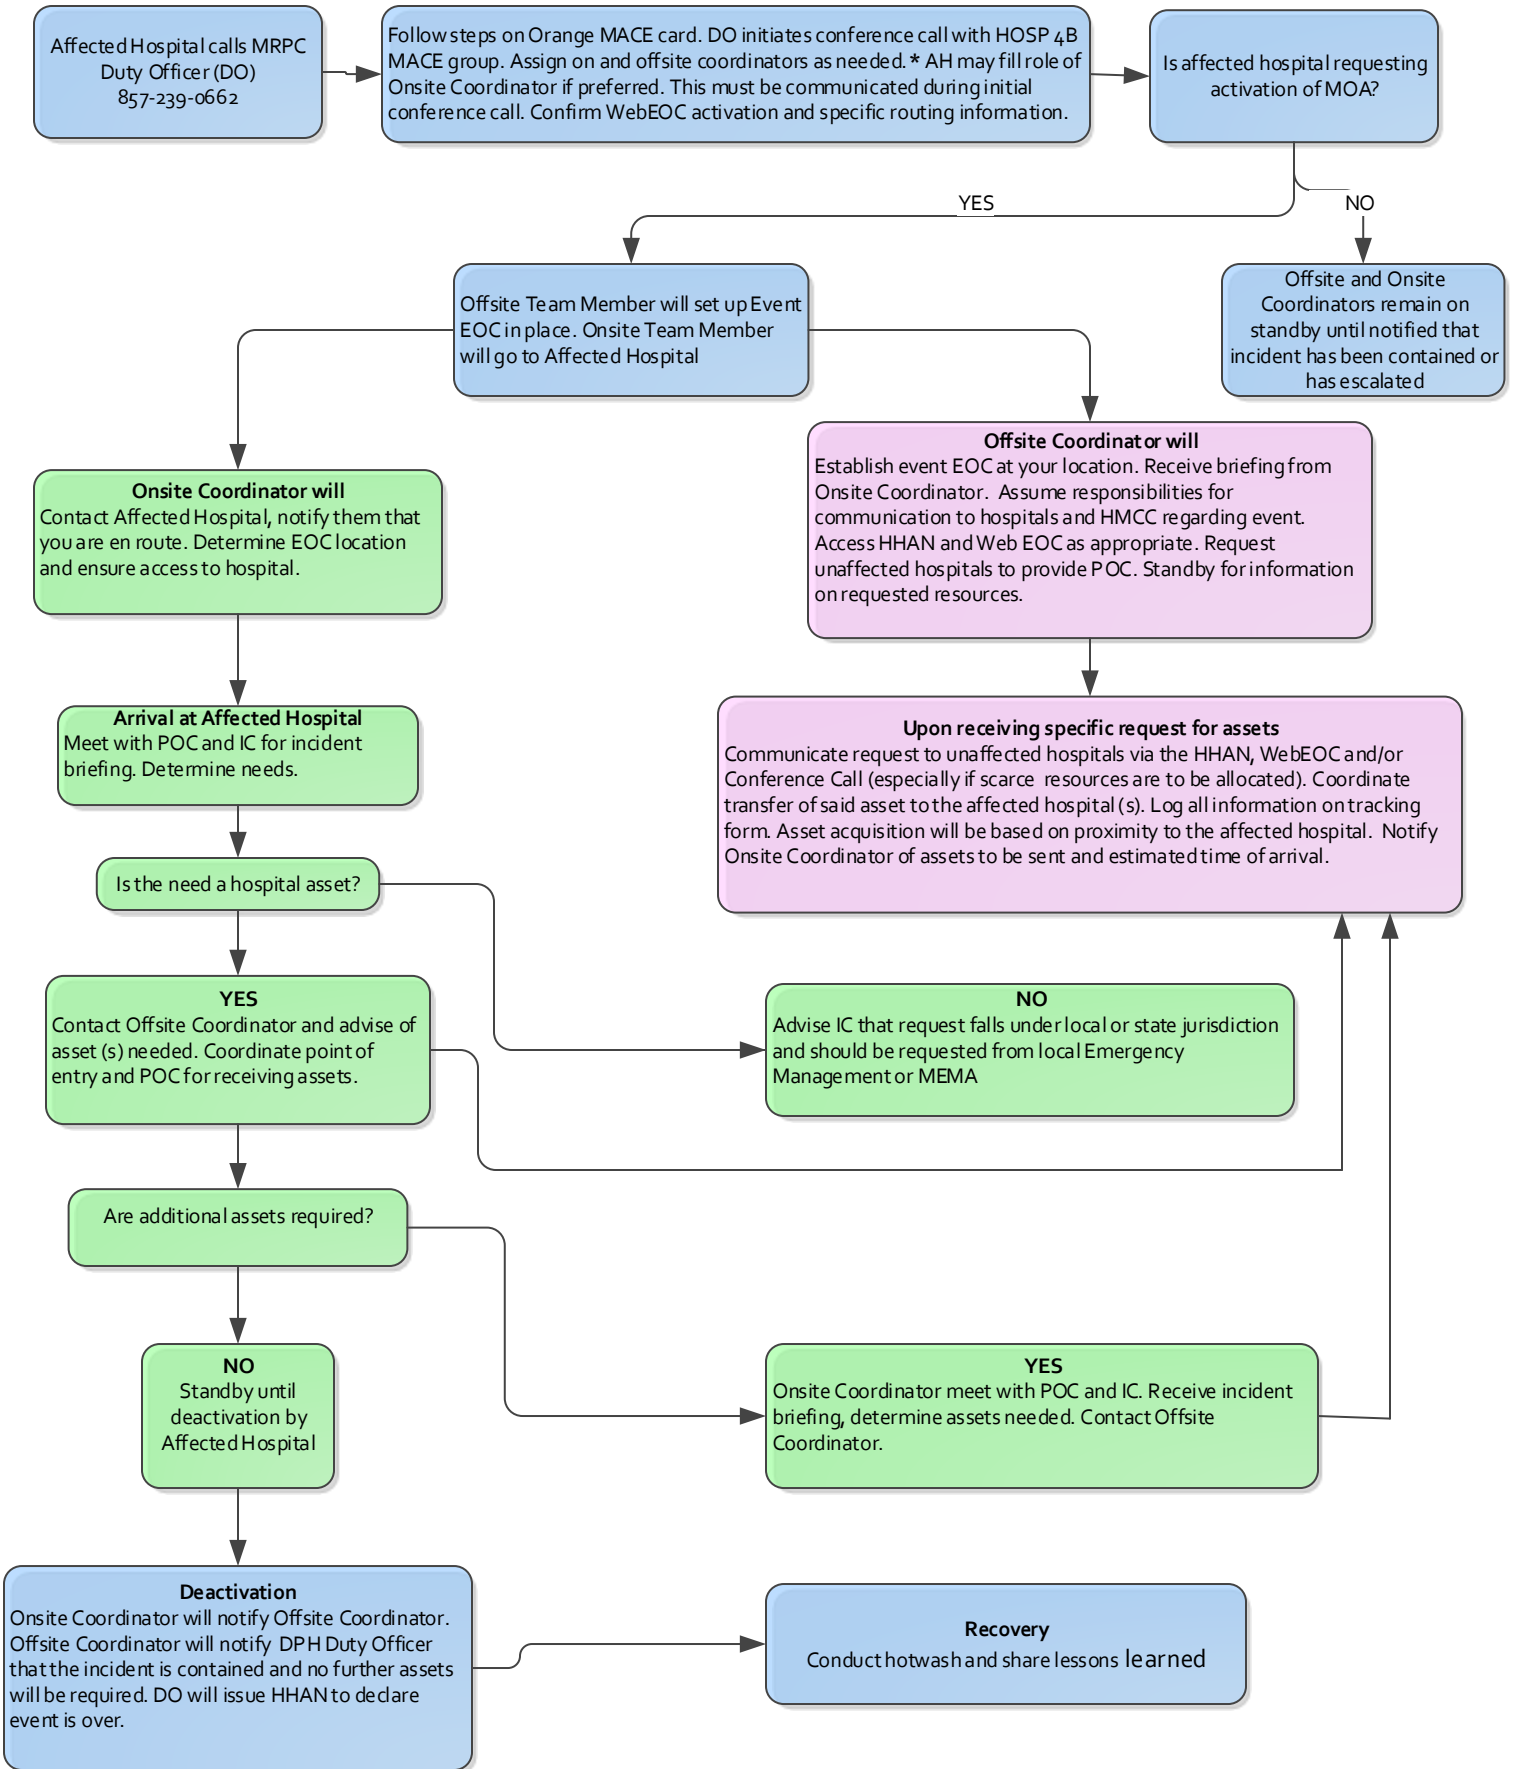 Affected Hospital calls MRPC
Duty Officer (DO)
857-239-0662
Follow steps on Orange MACE card. DO initiates conference call with HOSP 4B
MACE group. Assign on and offsite coordinators as needed. * AH may fill role of
Onsite Coordinator if preferred. This must be communicated during initial
conference call. Confirm WebEOC activation and specific routing information.
Is affected hospital requesting
activation of MOA?
YES
NO
Offsite Team Member will set up Event
EOC in place. Onsite Team Member
will go to Affected Hospital
Offsite and Onsite
Coordinators remain on
standby until notified that
incident has been contained or
has escalated
Onsite Coordinator will
Contact Affected Hospital, notify them that
you are en route. Determine EOC location
and ensure access to hospital.
Offsite Coordinator will
Establish event EOC at your location. Receive briefing from
Onsite Coordinator. Assume responsibilities for
communication to hospitals and HMCC regarding event.
Access HHAN and Web EOC as appropriate. Request
unaffected hospitals to provide POC. Standby for information
on requested resources.
Arrival at Affected Hospital
Meet with POC and IC for incident
briefing. Determine needs.
Upon receiving specific request for assets
Communicate request to unaffected hospitals via the HHAN, WebEOC and/or
Conference Call (especially if scarce resources are to be allocated). Coordinate
transfer of said asset to the affected hospital (s). Log all information on tracking
form. Asset acquisition will be based on proximity to the affected hospital. Notify
Onsite Coordinator of assets to be sent and estimated time of arrival.
Is the need a hospital asset?
YES
Contact Offsite Coordinator and advise of
asset (s) needed. Coordinate point of
entry and POC for receiving assets.
NO
Advise IC that request falls under local or state jurisdiction
and should be requested from local Emergency
Management or MEMA
Are additional assets required?
NO
Standby until
deactivation by
Affected Hospital
YES
Onsite Coordinator meet with POC and IC. Receive incident
briefing, determine assets needed. Contact Offsite
Coordinator.
Deactivation
Onsite Coordinator will notify Offsite Coordinator.
Offsite Coordinator will notify DPH Duty Officer
that the incident is contained and no further assets
will be required. DO will issue HHAN to declare
event is over.
Recovery
Conduct hotwash and share lessons learned